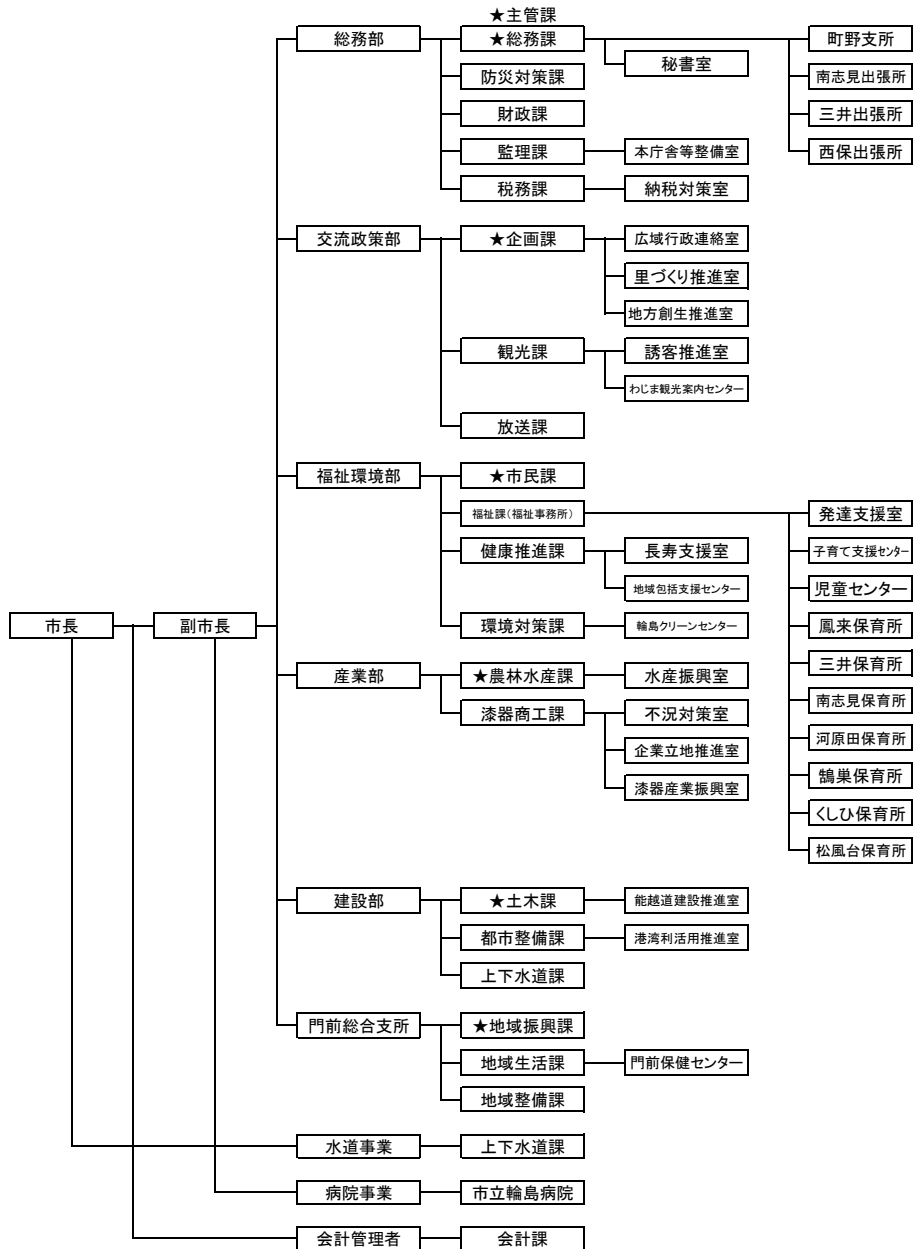 ★主管課
総務部 ★総務課 町野支所
秘書室
防災対策課 南志見出張所
財政課 三井出張所
監理課 本庁舎等整備室 西保出張所
税務課 納税対策室
交流政策部 ★企画課 広域行政連絡室
里づくり推進室
地方創生推進室
観光課 誘客推進室
わじま観光案内センター
放送課
福祉環境部 ★市民課
福祉課(福祉事務所) 発達支援室
健康推進課 長寿支援室 子育て支援センター
地域包括支援センター 児童センター
市長 副市長 環境対策課 輪島クリーンセンター 鳳来保育所
三井保育所
産業部 ★農林水産課 水産振興室
南志見保育所
漆器商工課 不況対策室
河原田保育所
企業立地推進室
鵠巣保育所
漆器産業振興室
くしひ保育所
松風台保育所
建設部 ★土木課 能越道建設推進室
都市整備課 港湾利活用推進室
上下水道課
門前総合支所 ★地域振興課
地域生活課 門前保健センター
地域整備課
水道事業 上下水道課
病院事業 市立輪島病院
会計管理者 会計課